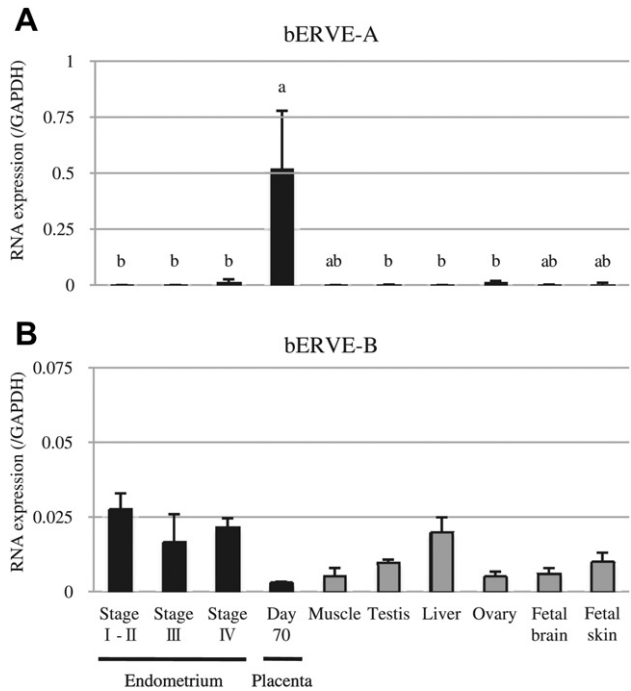 A
bERVE-A
RNA expression (/GAPDH)
1
0.75
0.5
0.25
0
b b b a ab b b b ab ab
B
bERVE-B
RNA expression (/GAPDH)
0.075
0.05
0.025
0
Stage Stage Stage Day Muscle Testis Liver Ovary Fetal Fetal
I - II III IV 70 brain skin
Endometrium Placenta